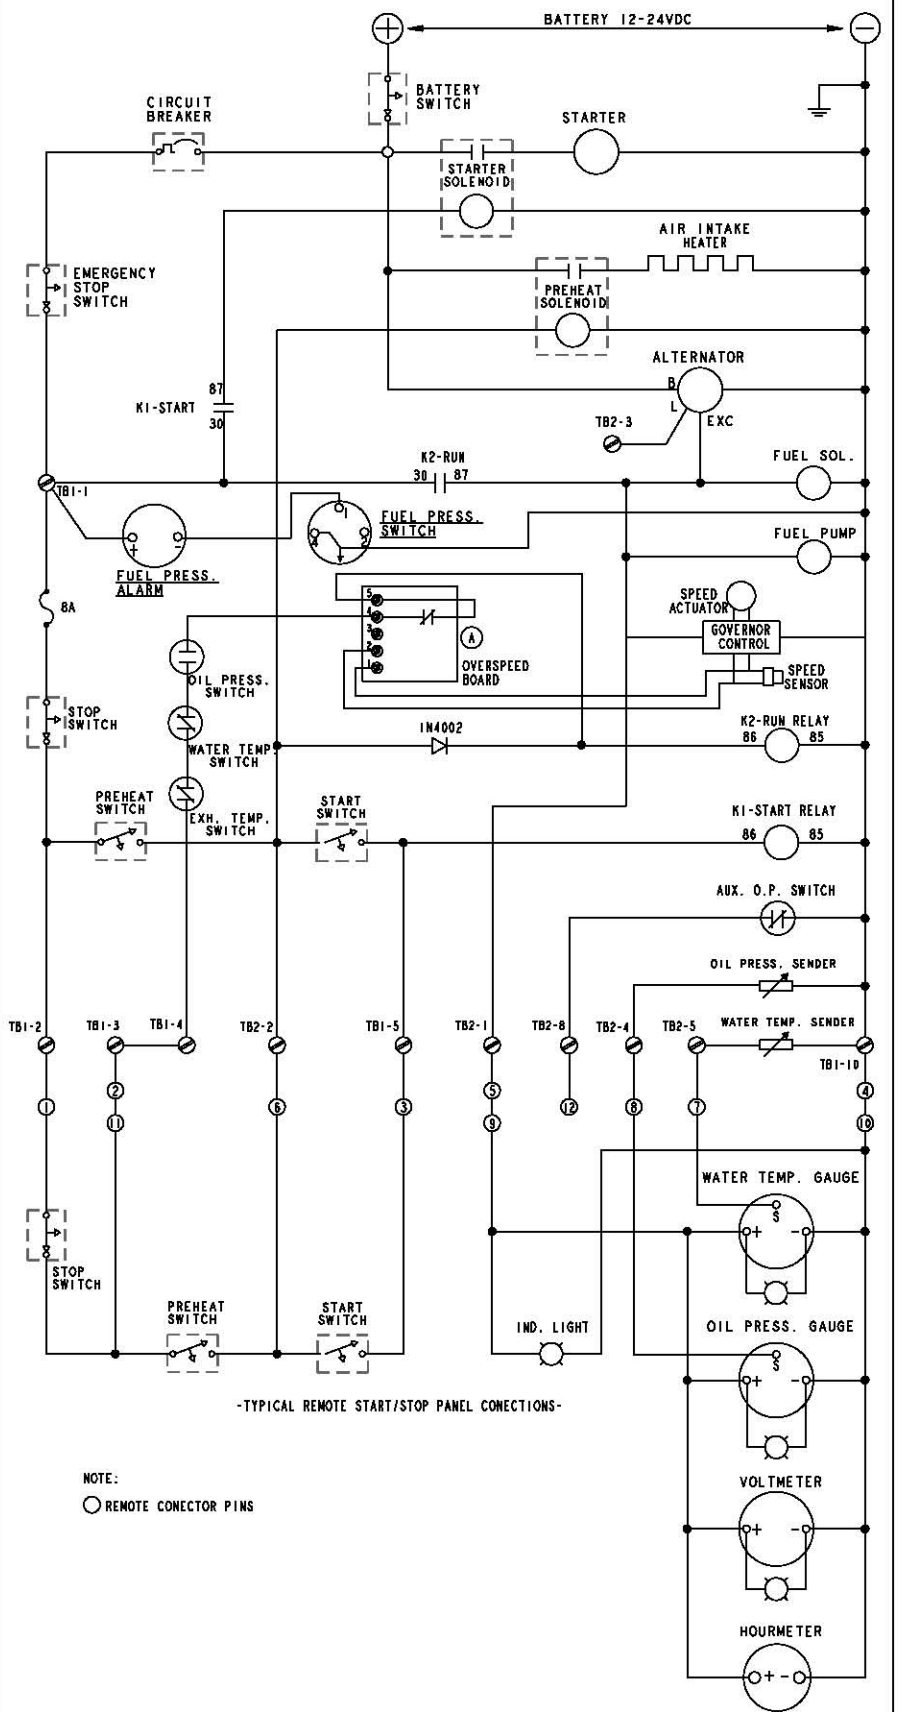 BATTERY 12-24VDC
BATTERY
SWITCH
CIRCUIT
BREAKER
STARTER
STARTER
SOLENOID
AIR INTAKE
HEATER
EMERGENCY
STOP
SWITCH
PREHEAT
SOLENOID
ALTERNATOR
B
L
EXC
TB2-3
87
K1-START
30
K2-RUN
30 87
FUEL SOL.
TB1-1
1
4
2
FUEL PRESS.
SWITCH
+ -
FUEL PRESS.
ALARM
FUEL PUMP
8A
SPEED
ACTUATOR
GOVERNOR
CONTROL
5
4
3
2
1
A
OVERSPEED
BOARD
SPEED
SENSOR
OIL PRESS.
SWITCH
STOP
SWITCH
WATER TEMP.
SWITCH
1N4002
K2-RUN RELAY
86 85
PREHEAT
SWITCH
EXH. TEMP.
SWITCH
START
SWITCH
K1-START RELAY
86 85
AUX. O.P. SWITCH
OIL PRESS. SENDER
WATER TEMP. SENDER
TB1-2 TB1-3 TB1-4 TB2-2 TB1-5 TB2-1 TB2-8 TB2-4 TB2-5
TB1-10
2 5 4
1 6 3 12 8 7
11 9 10
WATER TEMP. GAUGE
S
+ -
STOP
SWITCH
PREHEAT
SWITCH
START
SWITCH
IND. LIGHT
OIL PRESS. GAUGE
S
+ -
-TYPICAL REMOTE START/STOP PANEL CONECTIONS-
NOTE:
REMOTE CONECTOR PINS
VOLTMETER
+ -
HOURMETER
+ -